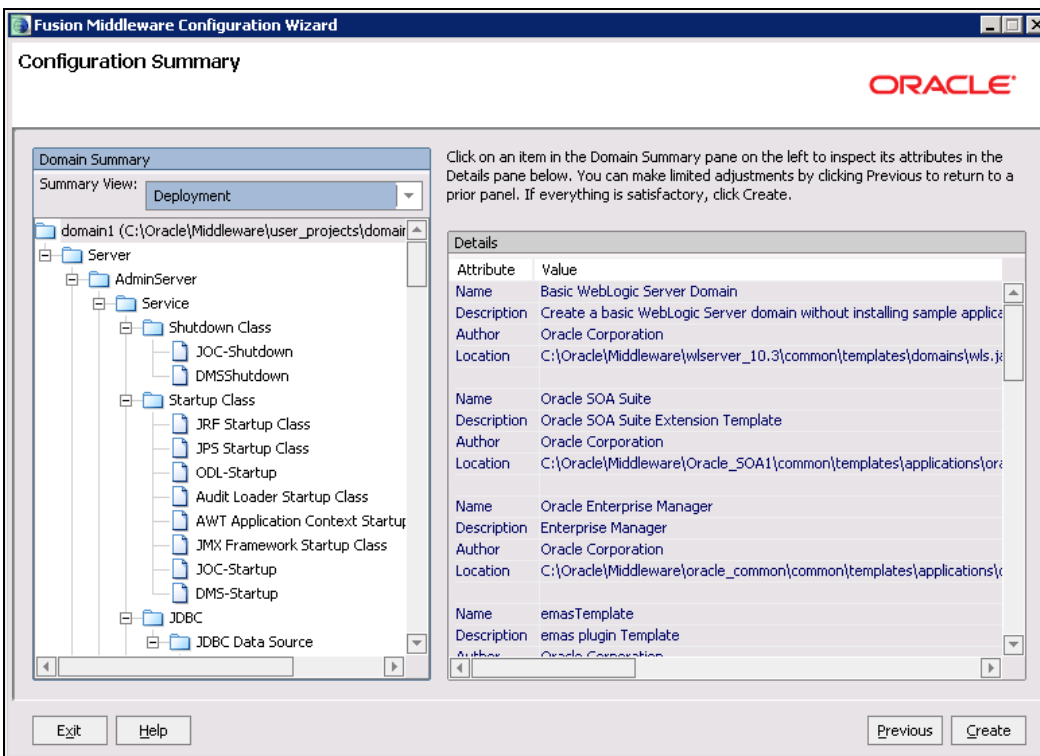 Fusion Middleware Configuration Wizard
Configuration Summary
ORACLE
Domain Summary
Summary View:
Deployment
domain1 (C:\Oracle\Middleware\user_projects\domair
Server
AdminServer
Service
Shutdown Class
JOC-Shutdown
DMSShutdown
Startup Class
JRF Startup Class
JPS Startup Class
ODL-Startup
Audit Loader Startup Class
AWT Application Context Startup
JMX Framework Startup Class
JOC-Startup
DMS-Startup
JDBC
JDBC Data Source
Click on an item in the Domain Summary pane on the left to inspect its attributes in the
Details pane below. You can make limited adjustments by clicking Previous to return to a
prior panel. If everything is satisfactory, click Create.
Details
Attribute Value
Name Basic WebLogic Server Domain
Description Create a basic WebLogic Server domain without installing sample applica
Author Oracle Corporation
Location C:\Oracle\Middleware\wlserver_10.3\common\templates\domains\wls.ja
Name Oracle SOA Suite
Description Oracle SOA Suite Extension Template
Author Oracle Corporation
Location C:\Oracle\Middleware\Oracle_SOA1\common\templates\applications\ora
Name Oracle Enterprise Manager
Description Enterprise Manager
Author Oracle Corporation
Location C:\Oracle\Middleware\oracle_common\common\templates\applications\o
Name emasTemplate
Description emas plugin Template
Author Oracle Corporation
Exit Help Previous Create